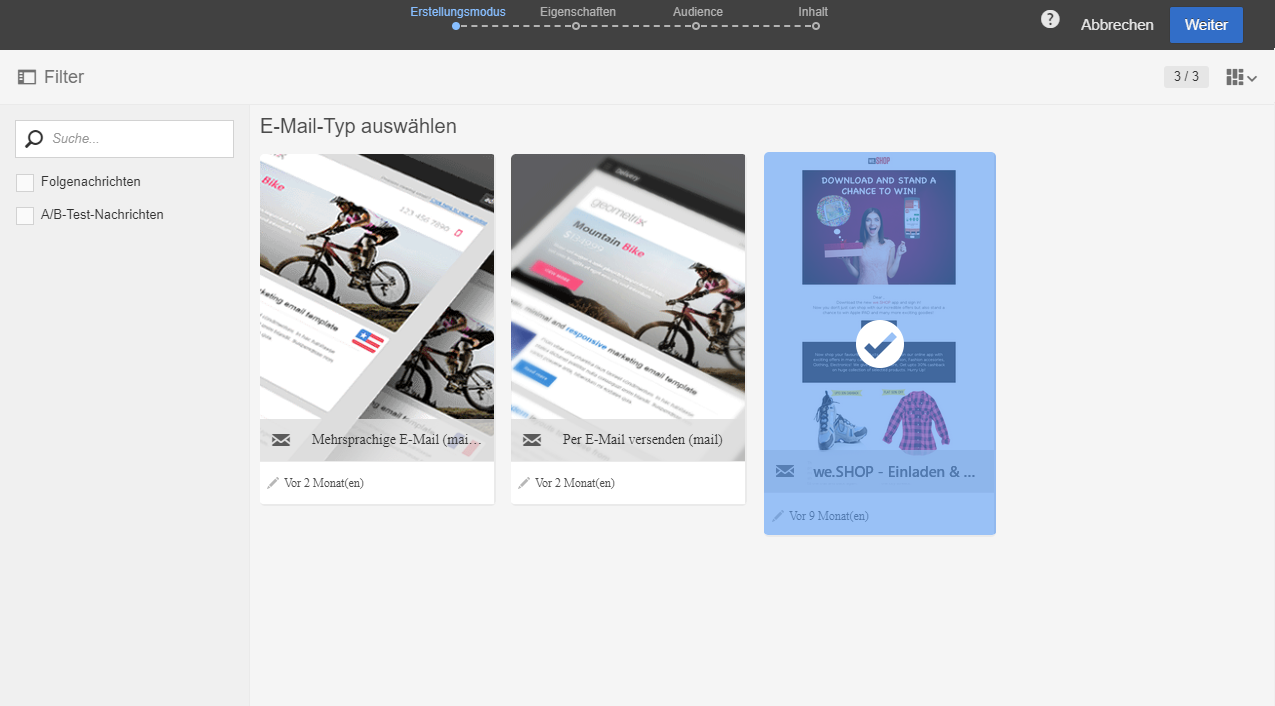 Erstellungsmodus
Eigenschaften
Audience
Inhalt
?
Abbrechen
Weiter
Filter
3 / 3
Suche...
Folgenachrichten
A/B-Test-Nachrichten
E-Mail-Typ auswählen
Bike
123 456 7890
marketing email template
Mehrsprachige E-Mail (mai…
Vor 2 Monat(en)
Delivery
geometrixx
Mountain Bike
minimal and responsive marketing email template
Per E-Mail versenden (mail)
Vor 2 Monat(en)
we.SHOP
DOWNLOAD AND STAND A
CHANCE TO WIN!
we.SHOP - Einladen & ...
Vor 9 Monat(en)